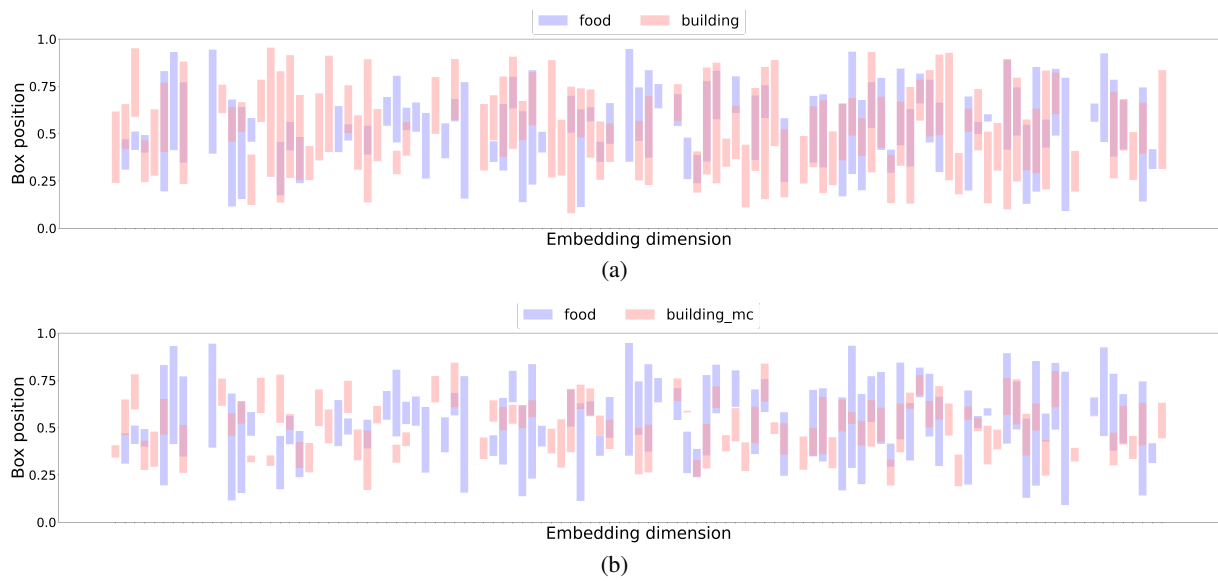 food building
1.0
0.75
0.5
0.25
0.0
Box position
Embedding dimension
(a)
food building_mc
1.0
0.75
0.5
0.25
0.0
Box position
Embedding dimension
(b)